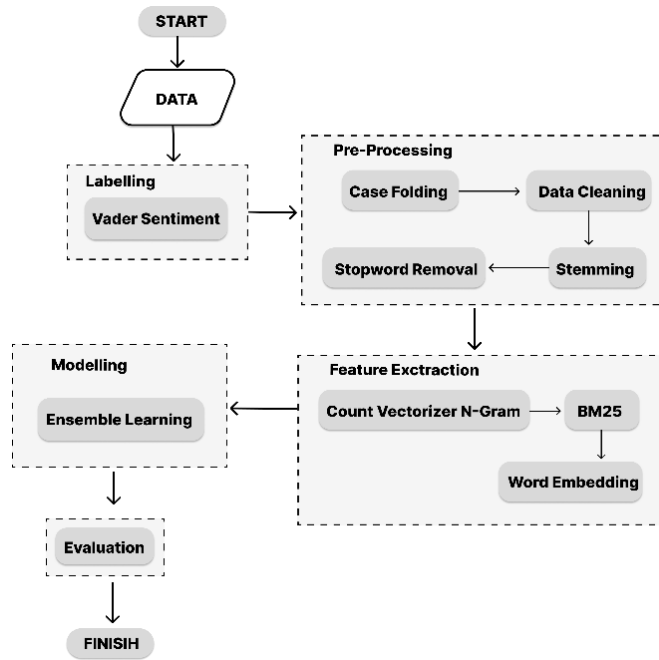 START
DATA
Labelling
Vader Sentiment
Pre-Processing
Case Folding
Data Cleaning
Stopword Removal
Stemming
Feature Exctraction
Count Vectorizer N-Gram
BM25
Word Embedding
Modelling
Ensemble Learning
Evaluation
FINISIH